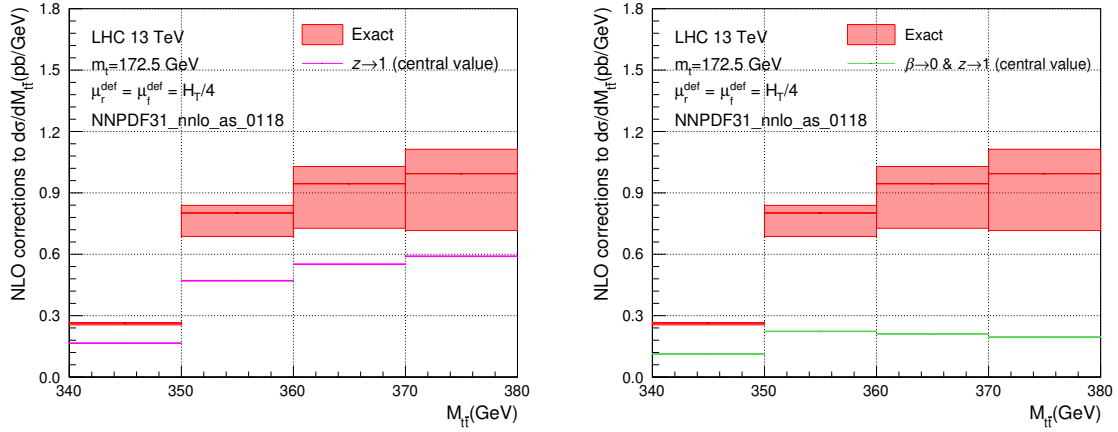 NLO corrections to dσ/dM_tt̄(pb/GeV)
1.8
1.5
1.2
0.9
0.6
0.3
0.0
LHC 13 TeV
m_t=172.5 GeV
μ_r^def = μ_f^def = H_T/4
NNPDF31_nnlo_as_0118
Exact
z→1 (central value)
340 350 360 370 380
M_tt̄(GeV)
NLO corrections to dσ/dM_tt̄(pb/GeV)
1.8
1.5
1.2
0.9
0.6
0.3
0.0
LHC 13 TeV
m_t=172.5 GeV
μ_r^def = μ_f^def = H_T/4
NNPDF31_nnlo_as_0118
Exact
β→0 & z→1 (central value)
340 350 360 370 380
M_tt̄(GeV)